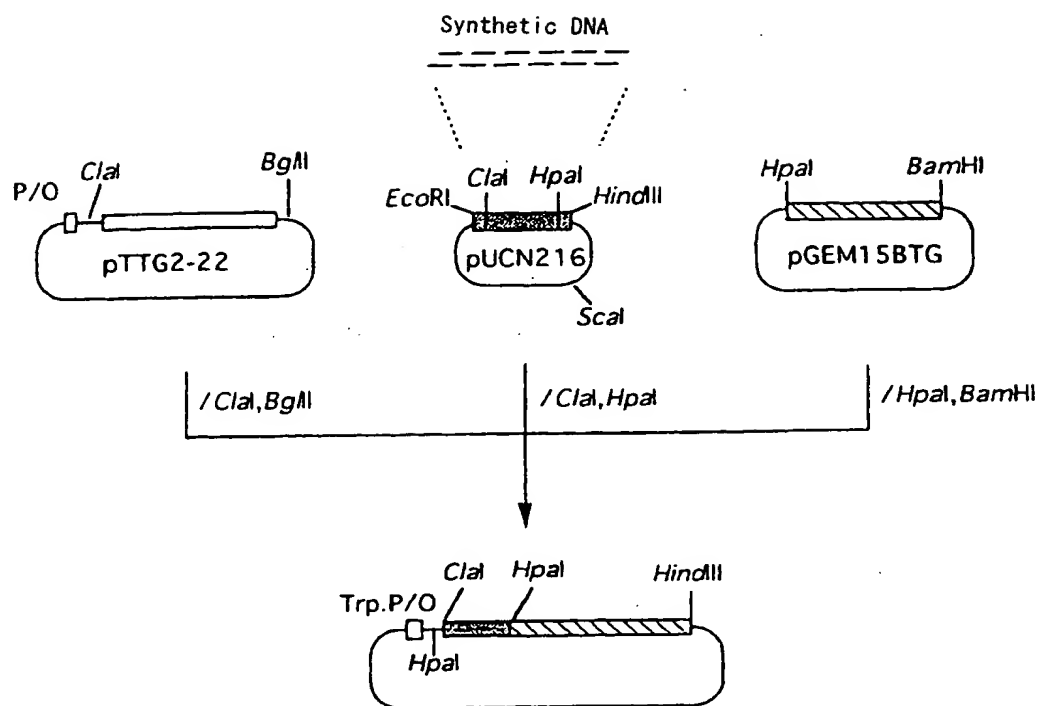 Synthetic DNA
P/O
ClaI
BglII
pTTG2-22
EcoRI
ClaI
HpaI
HindIII
pUCN216
ScaI
HpaI
BamHI
pGEM15BTG
/ClaI,BglII
/ClaI,HpaI
/HpaI,BamHI
Trp.P/O
ClaI
HpaI
HindIII
HpaI